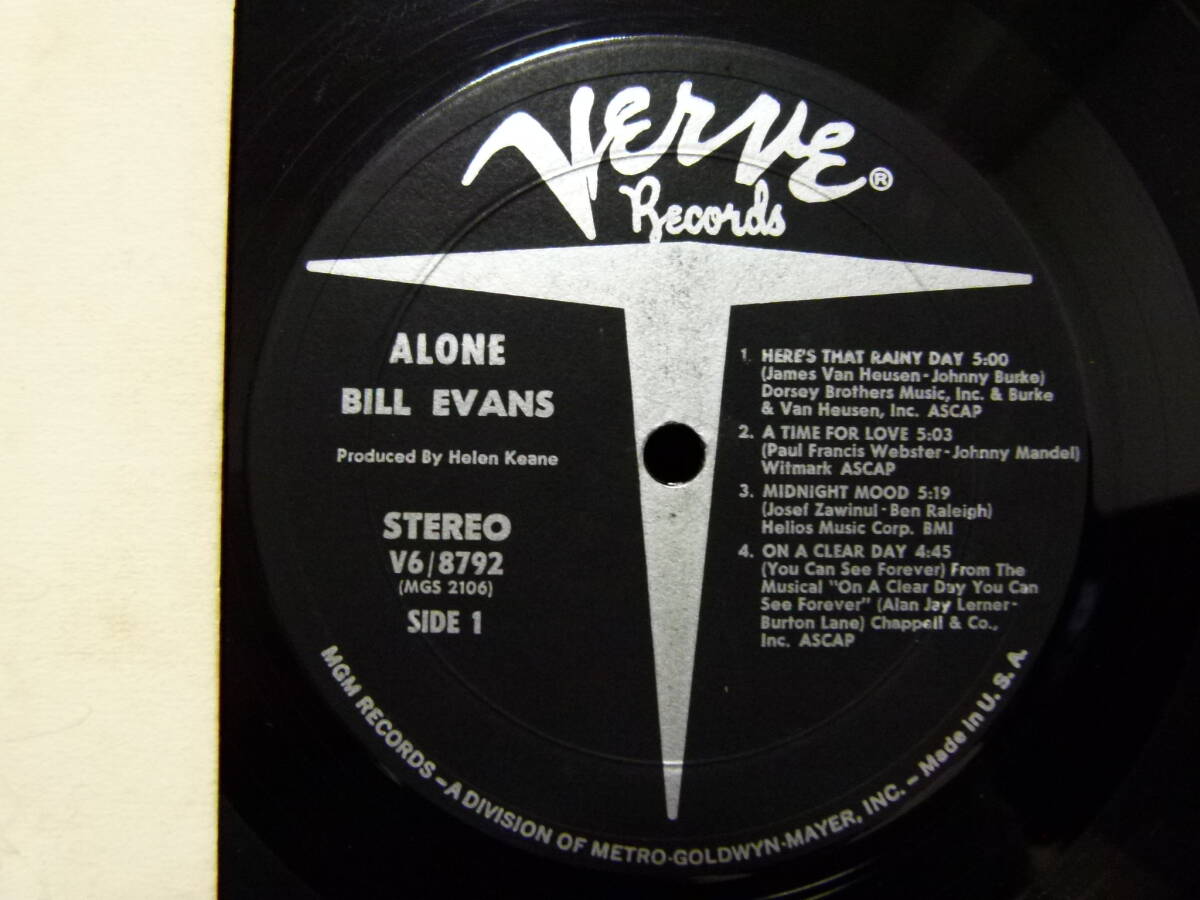 Verve®
Records
ALONE
BILL EVANS
Produced By Helen Keane
STEREO
V6/8792
(MGS 2106)
SIDE 1
1. HERE'S THAT RAINY DAY 5:00
(James Van Heusen-Johnny Burke)
Dorsey Brothers Music, Inc. & Burke
& Van Heusen, Inc. ASCAP
2. A TIME FOR LOVE 5:03
(Paul Francis Webster-Johnny Mandel)
Witmark ASCAP
3. MIDNIGHT MOOD 5:19
(Josef Zawinul-Ben Raleigh)
Helios Music Corp. BMI
4. ON A CLEAR DAY 4:45
(You Can See Forever) From The
Musical "On A Clear Day You Can
See Forever" (Alan Jay Lerner-
Burton Lane) Chappell & Co.,
Inc. ASCAP
MGM RECORDS – A DIVISION OF METRO-GOLDWYN-MAYER, INC. – Made in U. S. A.